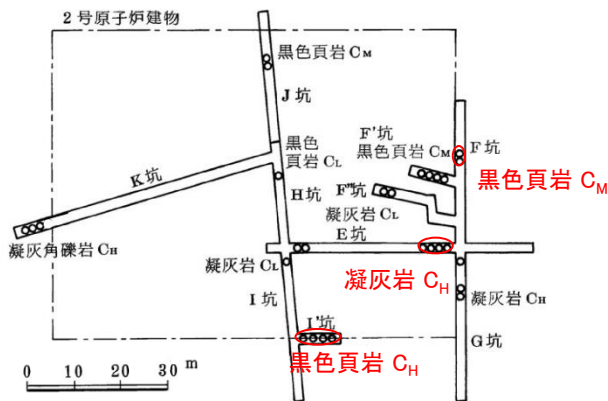 2号原子炉建物
黒色頁岩 CM
J坑
F'坑
黒色頁岩 CM
F坑
黒色
頁岩 CL
黒色頁岩 CM
K坑
H坑
F"坑
凝灰岩 CL
E坑
凝灰角礫岩 CH
凝灰岩 CL
凝灰岩 CH
凝灰岩 CH
I坑
I'坑
G坑
黒色頁岩 CH
0 10 20 30 m